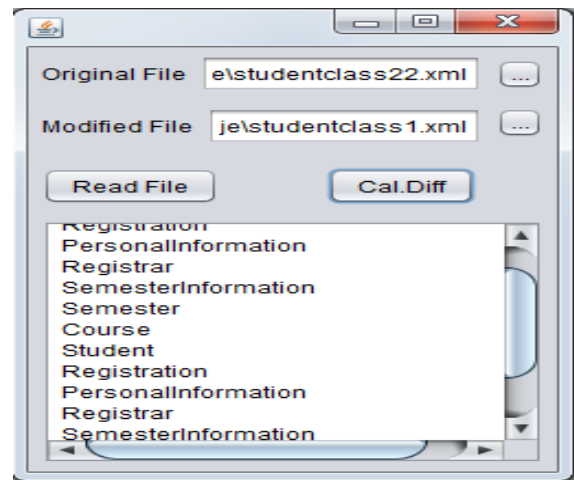 Original File e\studentclass22.xml ...
Modified File je\studentclass1.xml ...
Read File Cal.Diff
Registration
PersonalInformation
Registrar
SemesterInformation
Semester
Course
Student
Registration
PersonalInformation
Registrar
SemesterInformation